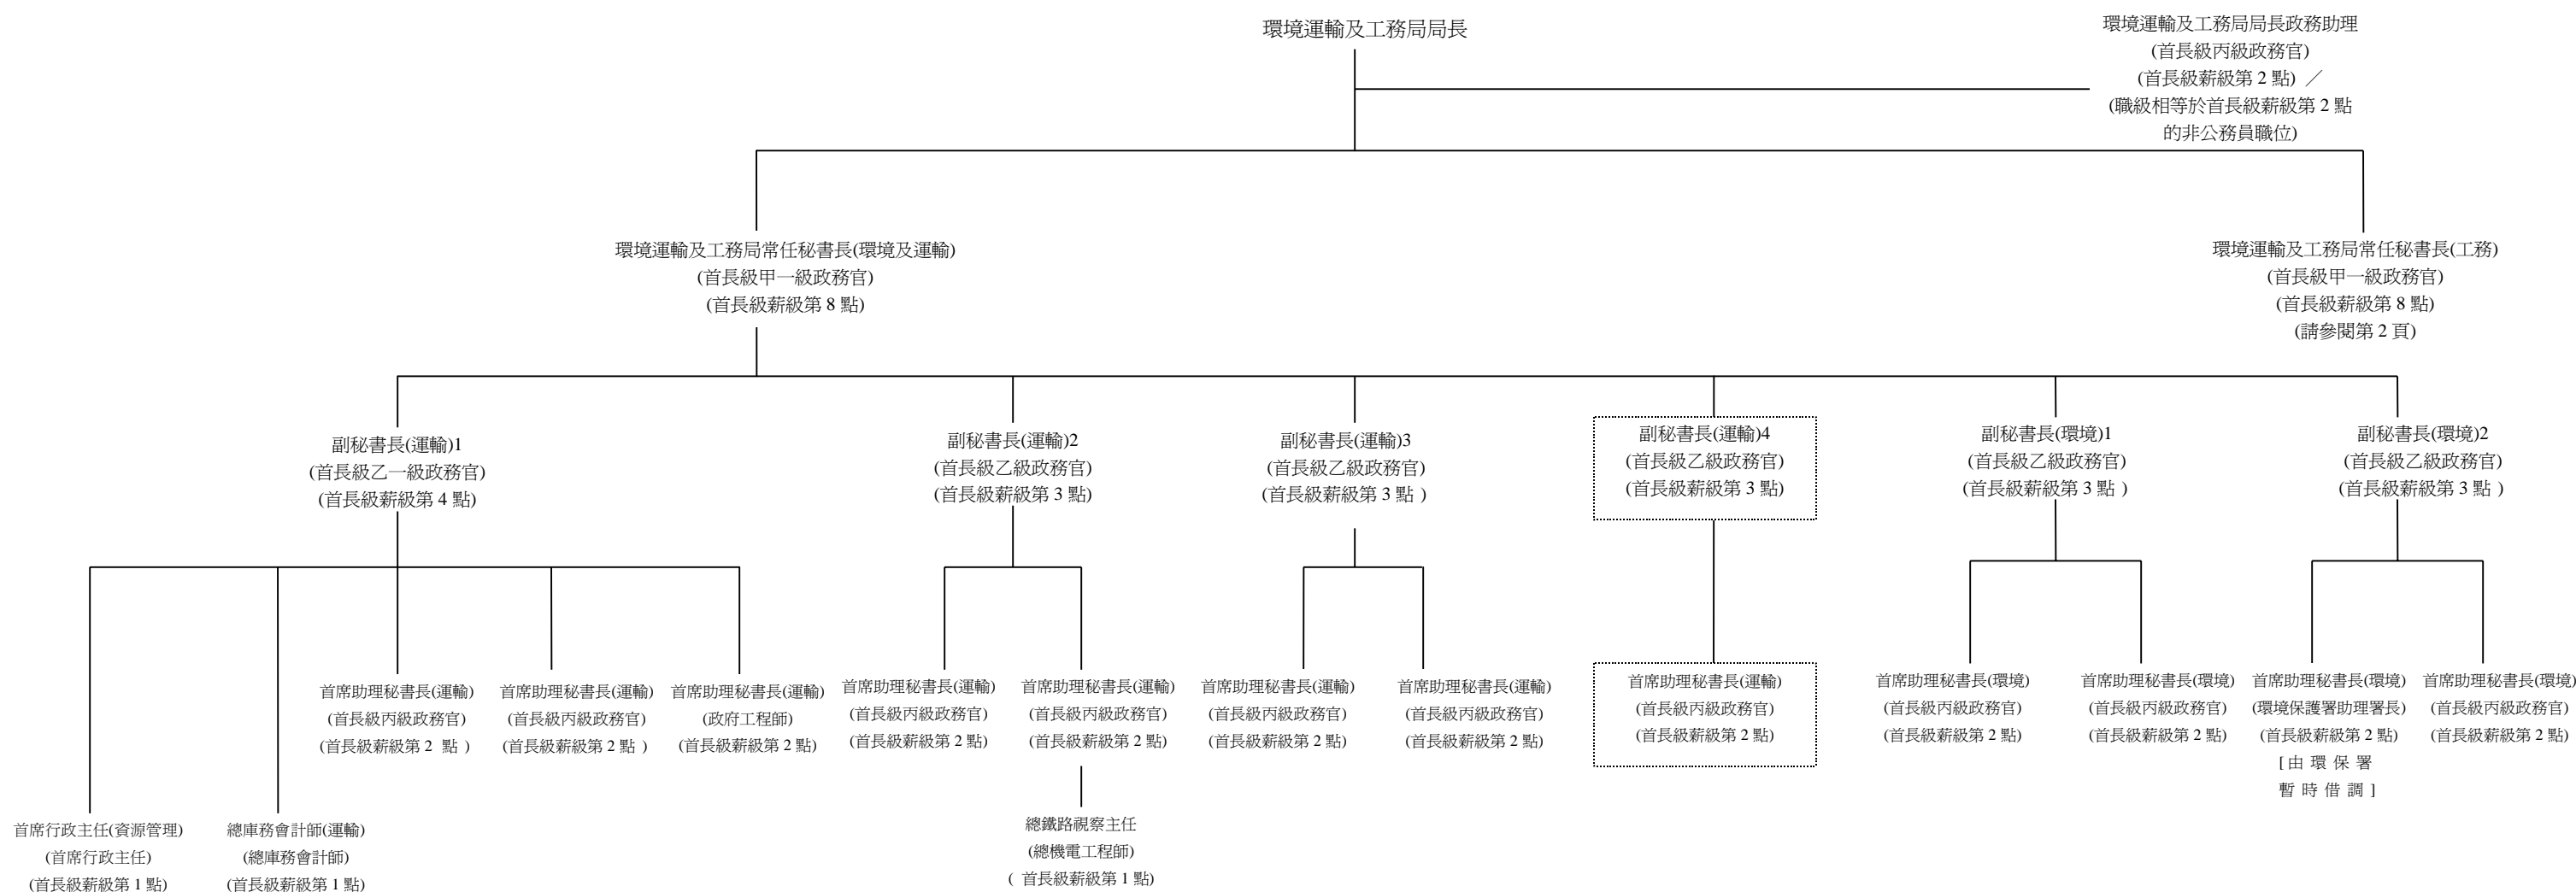 環境運輸及工務局局長
環境運輸及工務局局長政務助理
(首長級丙級政務官)
(首長級薪級第 2 點) ／
(職級相等於首長級薪級第 2 點
的非公務員職位)
環境運輸及工務局常任秘書長(環境及運輸)
(首長級甲一級政務官)
(首長級薪級第 8 點)
環境運輸及工務局常任秘書長(工務)
(首長級甲一級政務官)
(首長級薪級第 8 點)
(請參閱第 2 頁)
副秘書長(運輸)1
(首長級乙一級政務官)
(首長級薪級第 4 點)
副秘書長(運輸)2
(首長級乙級政務官)
(首長級薪級第 3 點)
副秘書長(運輸)3
(首長級乙級政務官)
(首長級薪級第 3 點 )
副秘書長(運輸)4
(首長級乙級政務官)
(首長級薪級第 3 點)
副秘書長(環境)1
(首長級乙級政務官)
(首長級薪級第 3 點 )
副秘書長(環境)2
(首長級乙級政務官)
(首長級薪級第 3 點 )
首席助理秘書長(運輸)
(首長級丙級政務官)
(首長級薪級第 2 點 )
首席助理秘書長(運輸)
(首長級丙級政務官)
(首長級薪級第 2 點 )
首席助理秘書長(運輸)
(政府工程師)
(首長級薪級第 2 點)
首席助理秘書長(運輸)
(首長級丙級政務官)
(首長級薪級第 2 點)
首席助理秘書長(運輸)
(首長級丙級政務官)
(首長級薪級第 2 點)
首席助理秘書長(運輸)
(首長級丙級政務官)
(首長級薪級第 2 點)
首席助理秘書長(運輸)
(首長級丙級政務官)
(首長級薪級第 2 點)
首席助理秘書長(運輸)
(首長級丙級政務官)
(首長級薪級第 2 點)
首席助理秘書長(環境)
(首長級丙級政務官)
(首長級薪級第 2 點)
首席助理秘書長(環境)
(首長級丙級政務官)
(首長級薪級第 2 點)
首席助理秘書長(環境)
(環境保護署助理署長)
(首長級薪級第 2 點)
[ 由 環 保 署
暫 時 借 調 ]
首席助理秘書長(環境)
(首長級丙級政務官)
(首長級薪級第 2 點)
首席行政主任(資源管理)
(首席行政主任)
(首長級薪級第 1 點)
總庫務會計師(運輸)
(總庫務會計師)
(首長級薪級第 1 點)
總鐵路視察主任
(總機電工程師)
( 首長級薪級第 1 點)